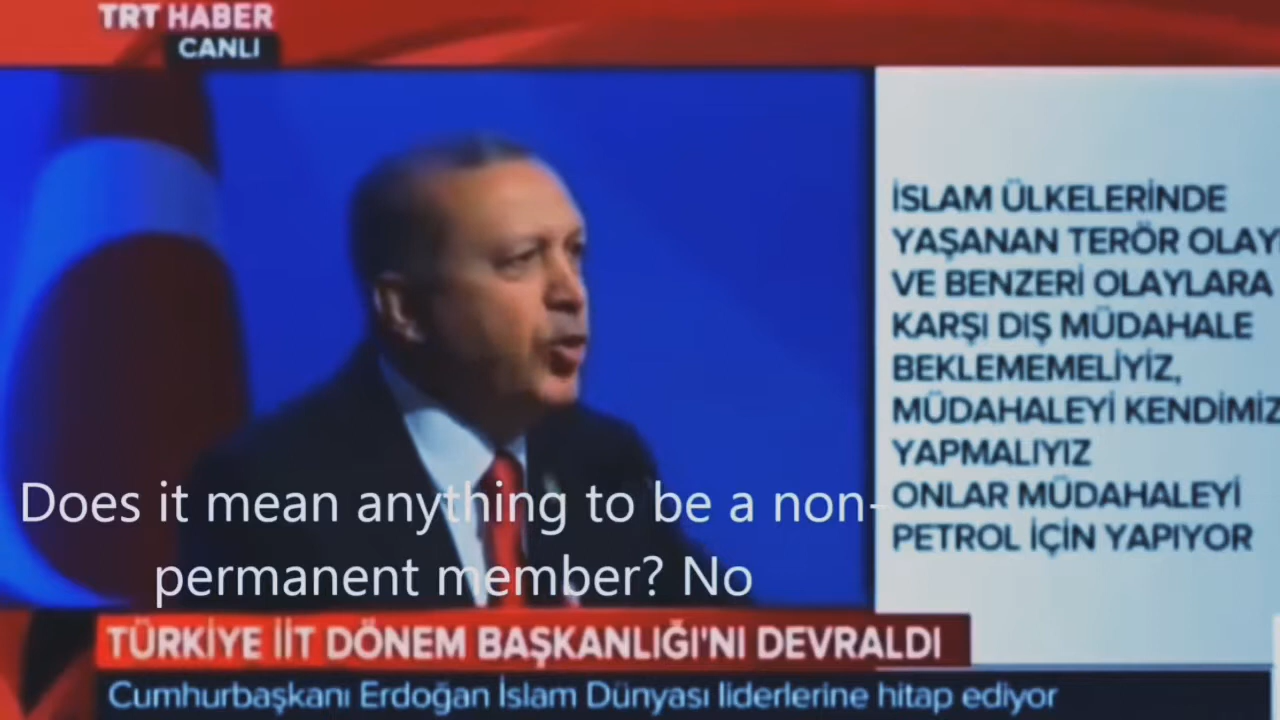 TRT HABER
CANLI
İSLAM ÜLKELERİNDE
YAŞANAN TERÖR OLAY
VE BENZERİ OLAYLARA
KARŞI DIŞ MÜDAHALE
BEKLEMEMELİYİZ,
MÜDAHALEYİ KENDİMİZ
YAPMALIYIZ
ONLAR MÜDAHALEYİ
PETROL İÇİN YAPIYOR
Does it mean anything to be a non-
permanent member? No
TÜRKİYE İİT DÖNEM BAŞKANLIĞI'NI DEVRALDI
Cumhurbaşkanı Erdoğan İslam Dünyası liderlerine hitap ediyor